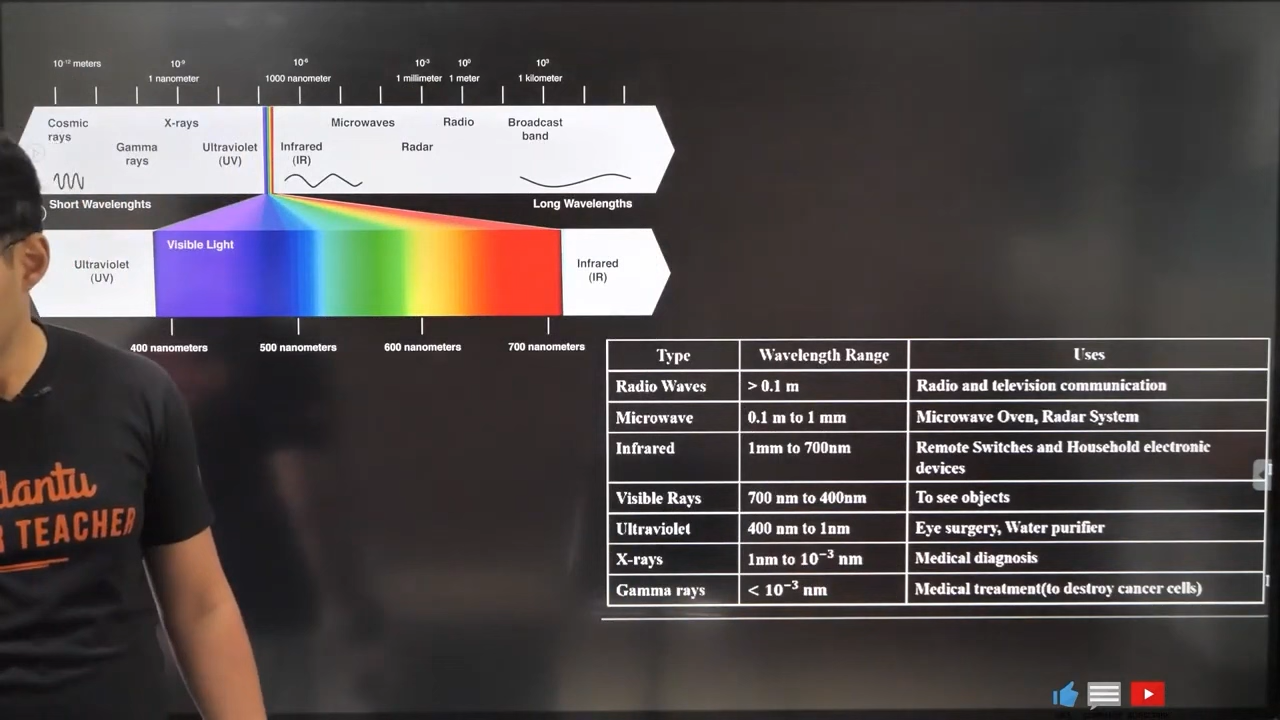 10⁻¹² meters 10⁻⁹ 10⁻⁶ 10⁻³ 10⁰ 10³
1 nanometer 1000 nanometer 1 millimeter 1 meter 1 kilometer
Cosmic rays X-rays Microwaves Radio Broadcast band
Gamma rays Ultraviolet (UV) Infrared (IR) Radar
Short Wavelenghts Long Wavelengths
Visible Light
Ultraviolet (UV) Infrared (IR)
400 nanometers 500 nanometers 600 nanometers 700 nanometers
Type Wavelength Range Uses
Radio Waves > 0.1 m Radio and television communication
Microwave 0.1 m to 1 mm Microwave Oven, Radar System
Infrared 1mm to 700nm Remote Switches and Household electronic
devices
Visible Rays 700 nm to 400nm To see objects
Ultraviolet 400 nm to 1nm Eye surgery, Water purifier
X-rays 1nm to 10⁻³ nm Medical diagnosis
Gamma rays < 10⁻³ nm Medical treatment(to destroy cancer cells)
dantu
R TEACHER